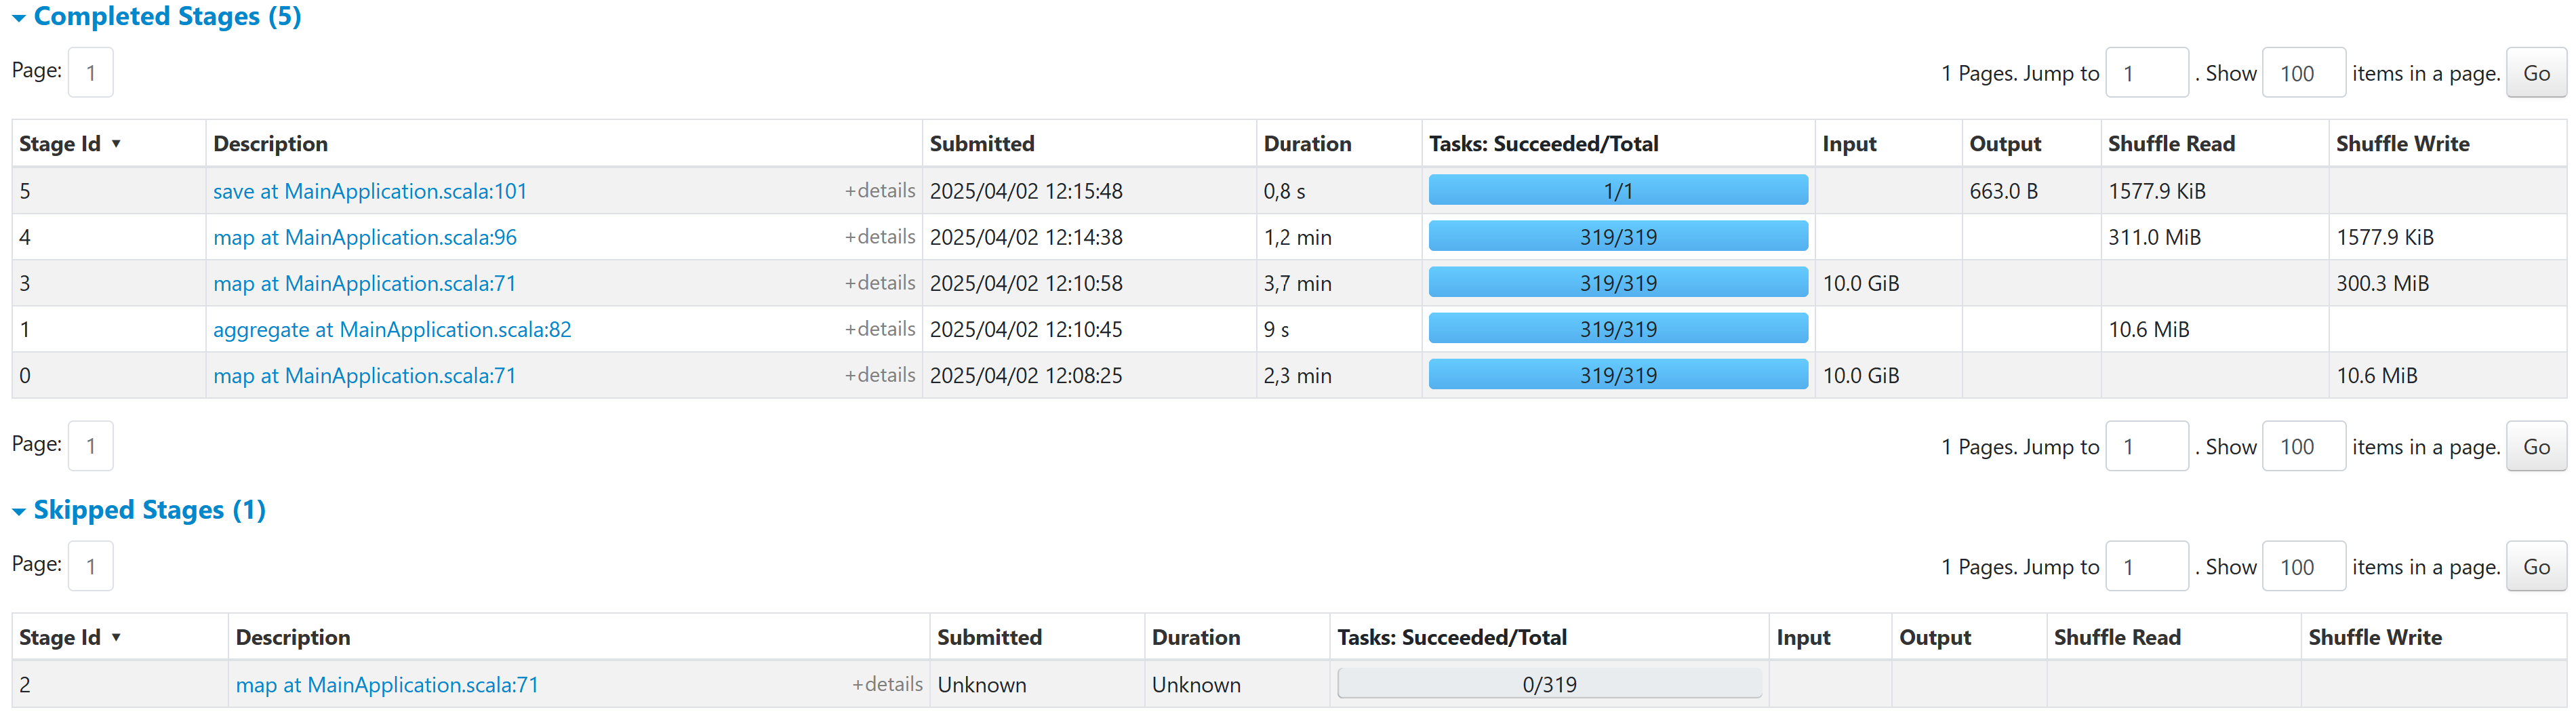 Completed Stages (5)
Page: 1 1 Pages. Jump to 1 . Show 100 items in a page. Go
Stage Id ▾ Description Submitted Duration Tasks: Succeeded/Total Input Output Shuffle Read Shuffle Write
5 save at MainApplication.scala:101 +details 2025/04/02 12:15:48 0,8 s 1/1 663.0 B 1577.9 KiB
4 map at MainApplication.scala:96 +details 2025/04/02 12:14:38 1,2 min 319/319 311.0 MiB 1577.9 KiB
3 map at MainApplication.scala:71 +details 2025/04/02 12:10:58 3,7 min 319/319 10.0 GiB 300.3 MiB
1 aggregate at MainApplication.scala:82 +details 2025/04/02 12:10:45 9 s 319/319 10.6 MiB
0 map at MainApplication.scala:71 +details 2025/04/02 12:08:25 2,3 min 319/319 10.0 GiB 10.6 MiB
Page: 1 1 Pages. Jump to 1 . Show 100 items in a page. Go
Skipped Stages (1)
Page: 1 1 Pages. Jump to 1 . Show 100 items in a page. Go
Stage Id ▾ Description Submitted Duration Tasks: Succeeded/Total Input Output Shuffle Read Shuffle Write
2 map at MainApplication.scala:71 +details Unknown Unknown 0/319